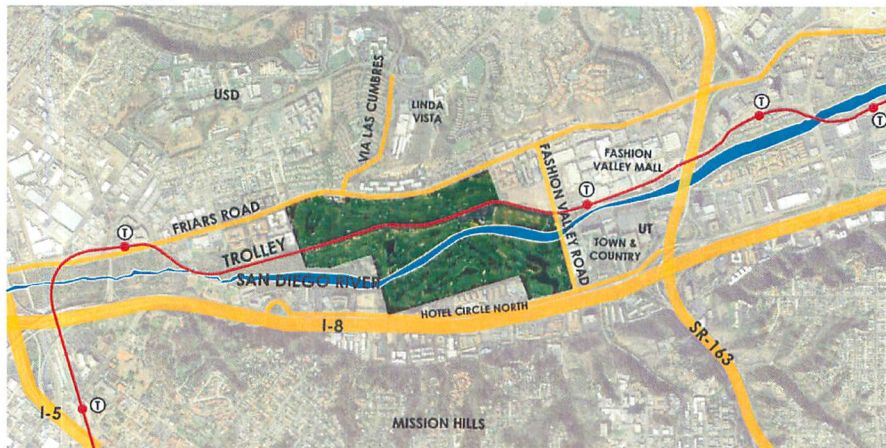 USD
VIA LAS CUMBRES
LINDA
VISTA
FASHION
VALLEY MALL
FASHION VALLEY ROAD
FRIARS ROAD
TROLLEY
SAN DIEGO RIVER
UT
TOWN &
COUNTRY
HOTEL CIRCLE NORTH
I-8
SR-163
I-5
MISSION HILLS
T
T
T
T
T